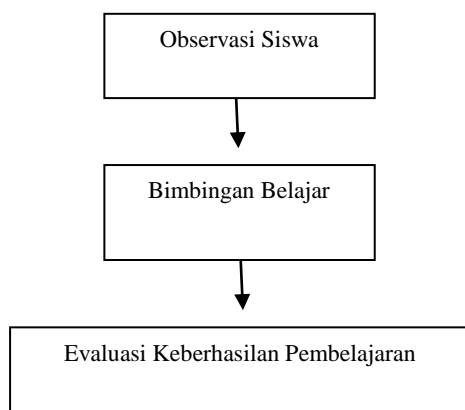 Observasi Siswa
Bimbingan Belajar
Evaluasi Keberhasilan Pembelajaran